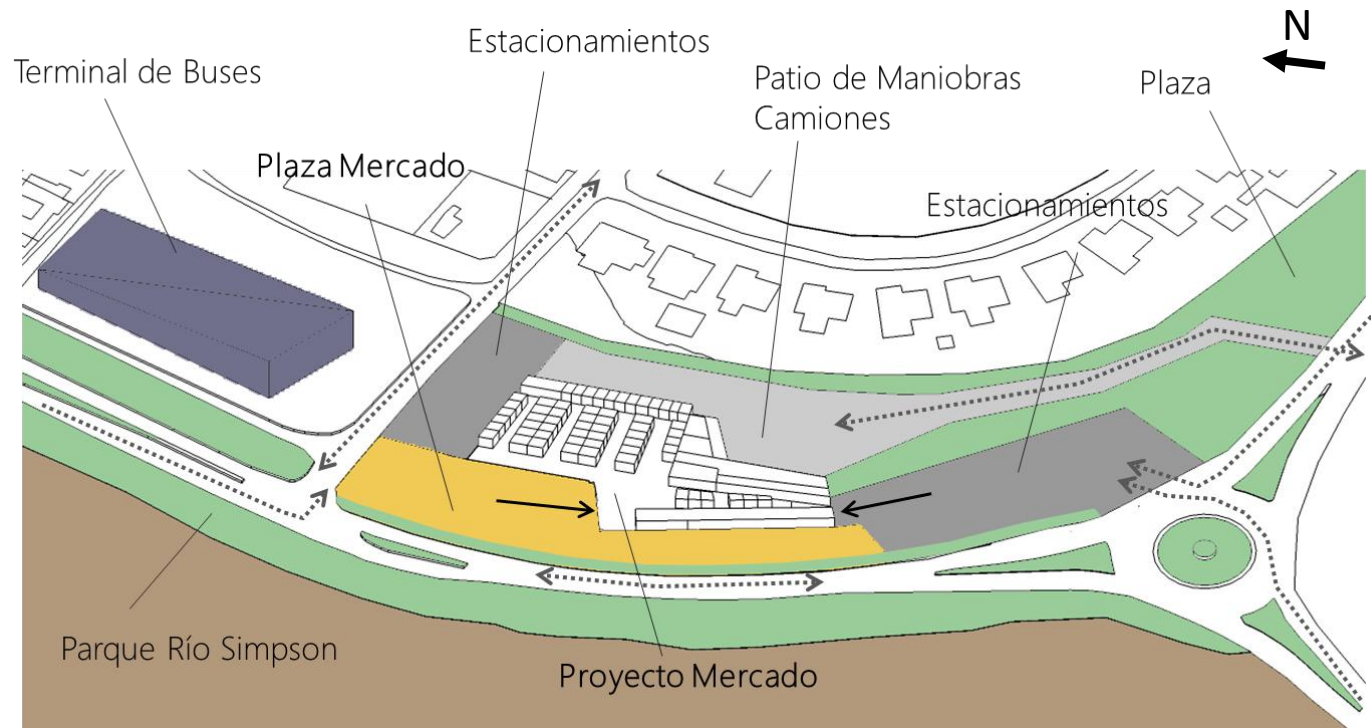 N
Estacionamientos
Terminal de Buses
Patio de Maniobras
Camiones
Plaza
Plaza Mercado
Estacionamientos
Parque Río Simpson
Proyecto Mercado